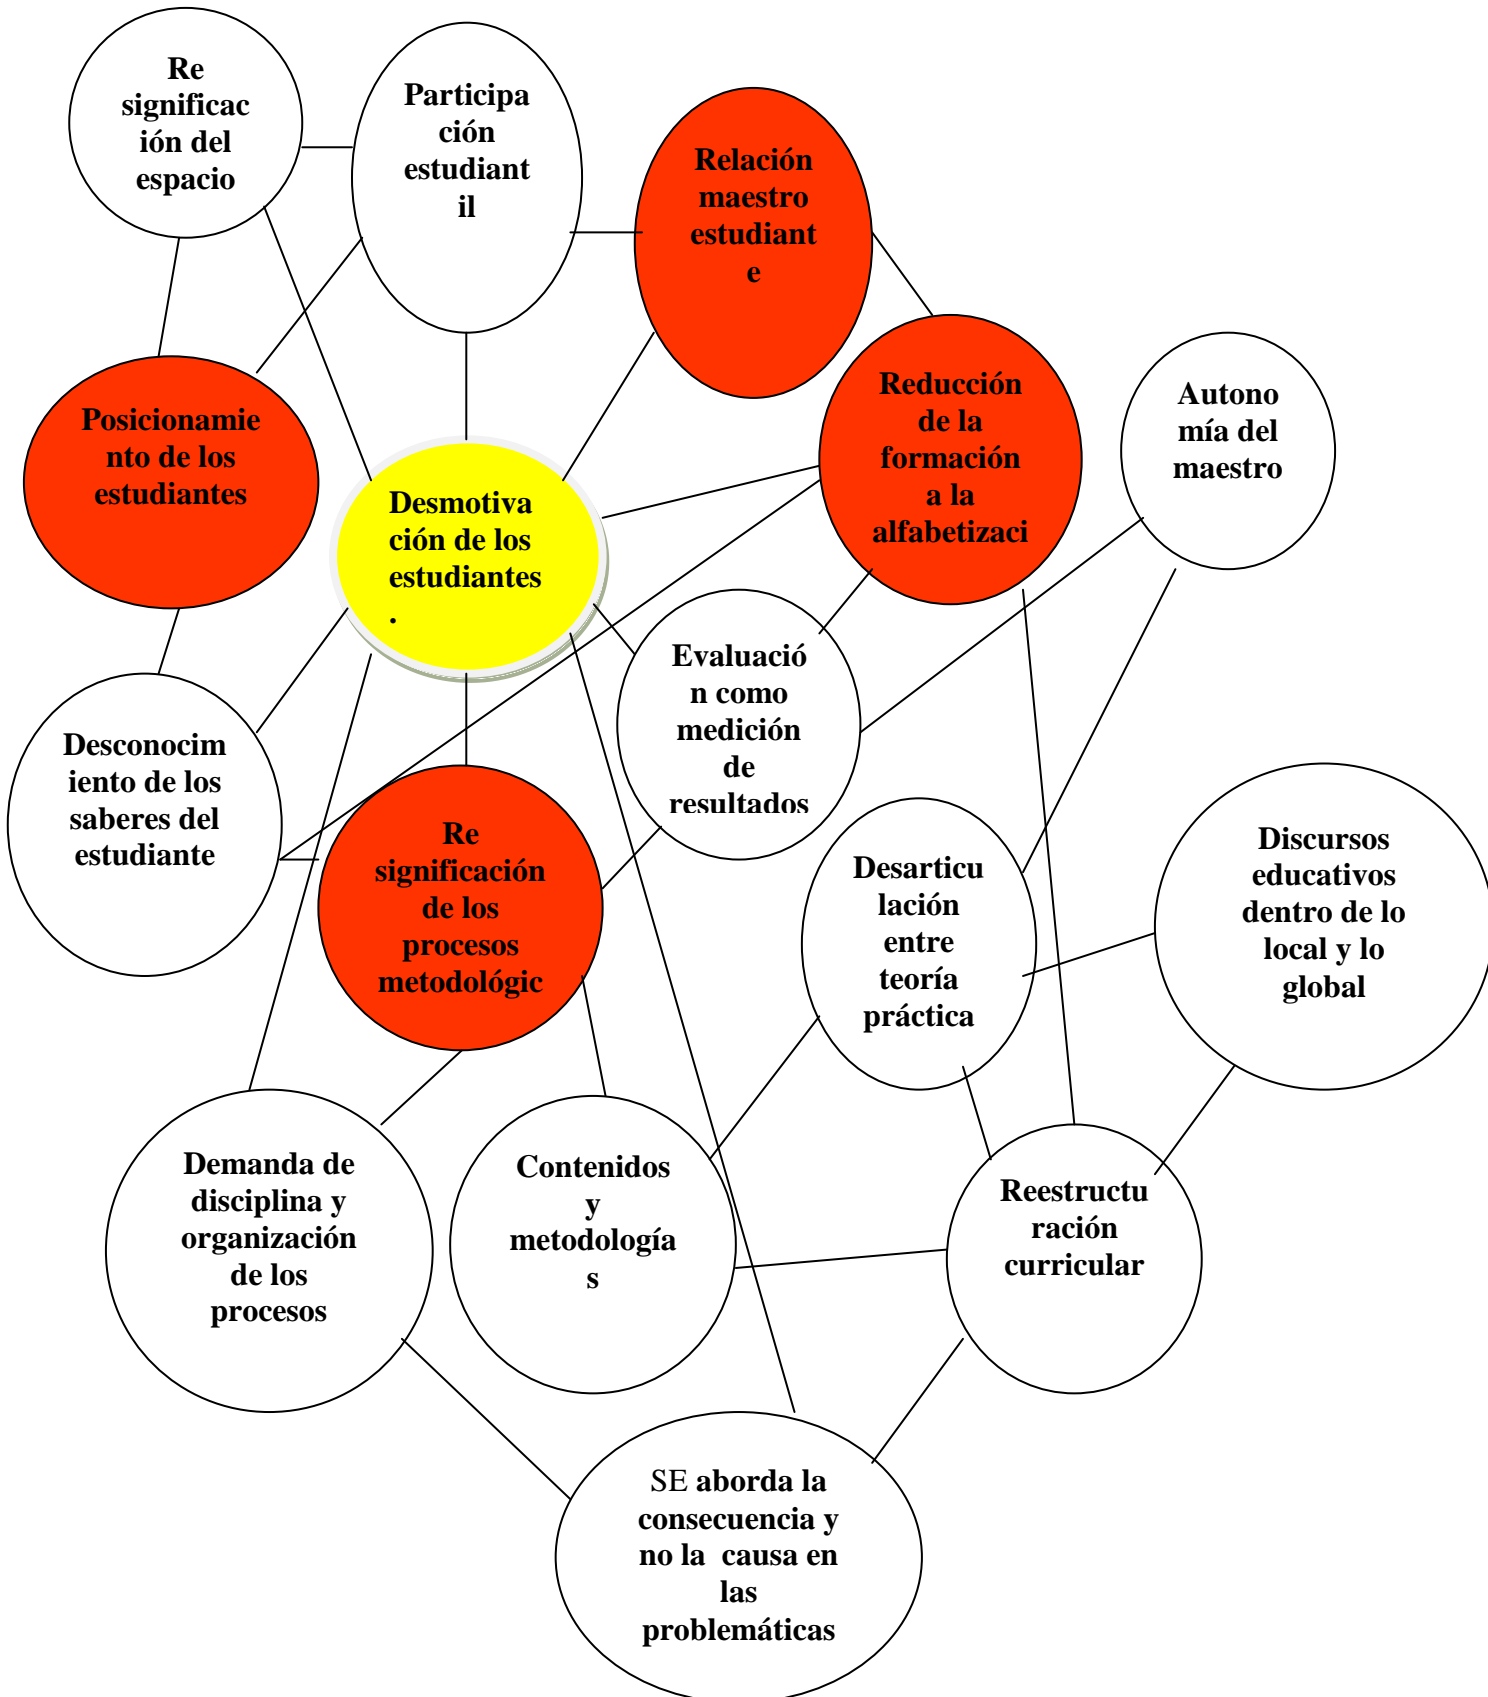 Re
significac
ión del
espacio
Participa
ción
estudiant
il
Relación
maestro
estudiant
e
Reducción
de la
formación
a la
alfabetizaci
Autono
mía del
maestro
Posicionamie
nto de los
estudiantes
Desmotiva
ción de los
estudiantes
.
Evaluació
n como
medición
de
resultados
Desconocim
iento de los
saberes del
estudiante
Re
significación
de los
procesos
metodológic
Desarticu
lación
entre
teoría
práctica
Discursos
educativos
dentro de lo
local y lo
global
Demanda de
disciplina y
organización
de los
procesos
Contenidos
y
metodología
s
Reestructu
ración
curricular
SE aborda la
consecuencia y
no la  causa en
las
problemáticas